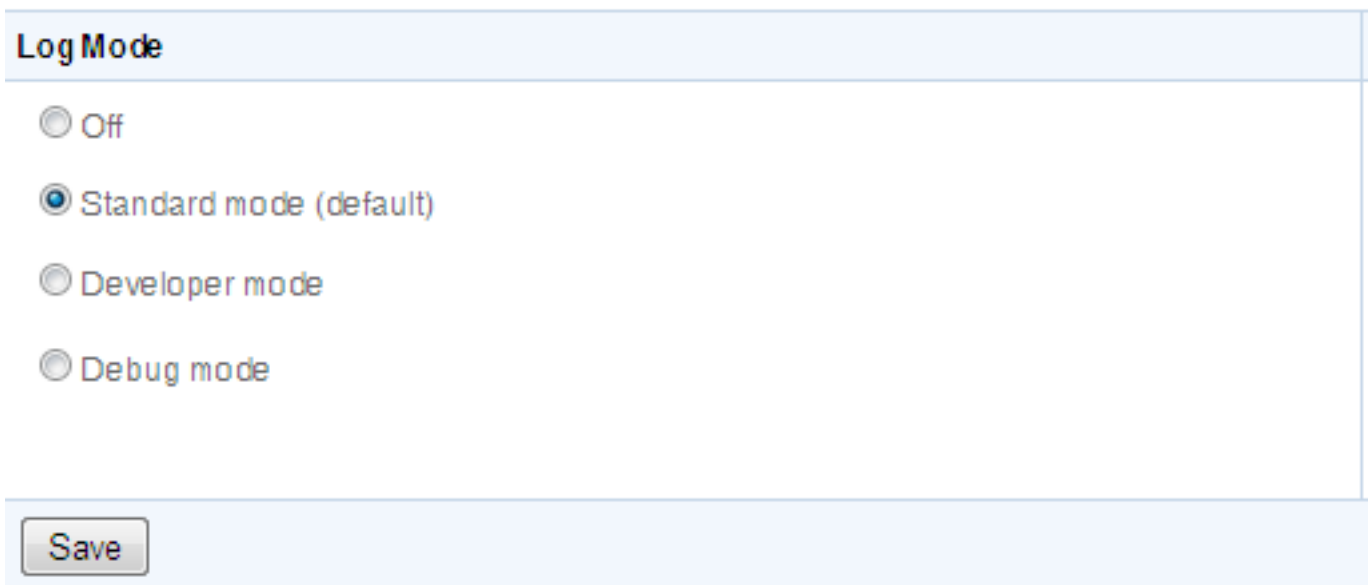 Log Mode
Off
Standard mode (default)
Developer mode
Debug mode
Save